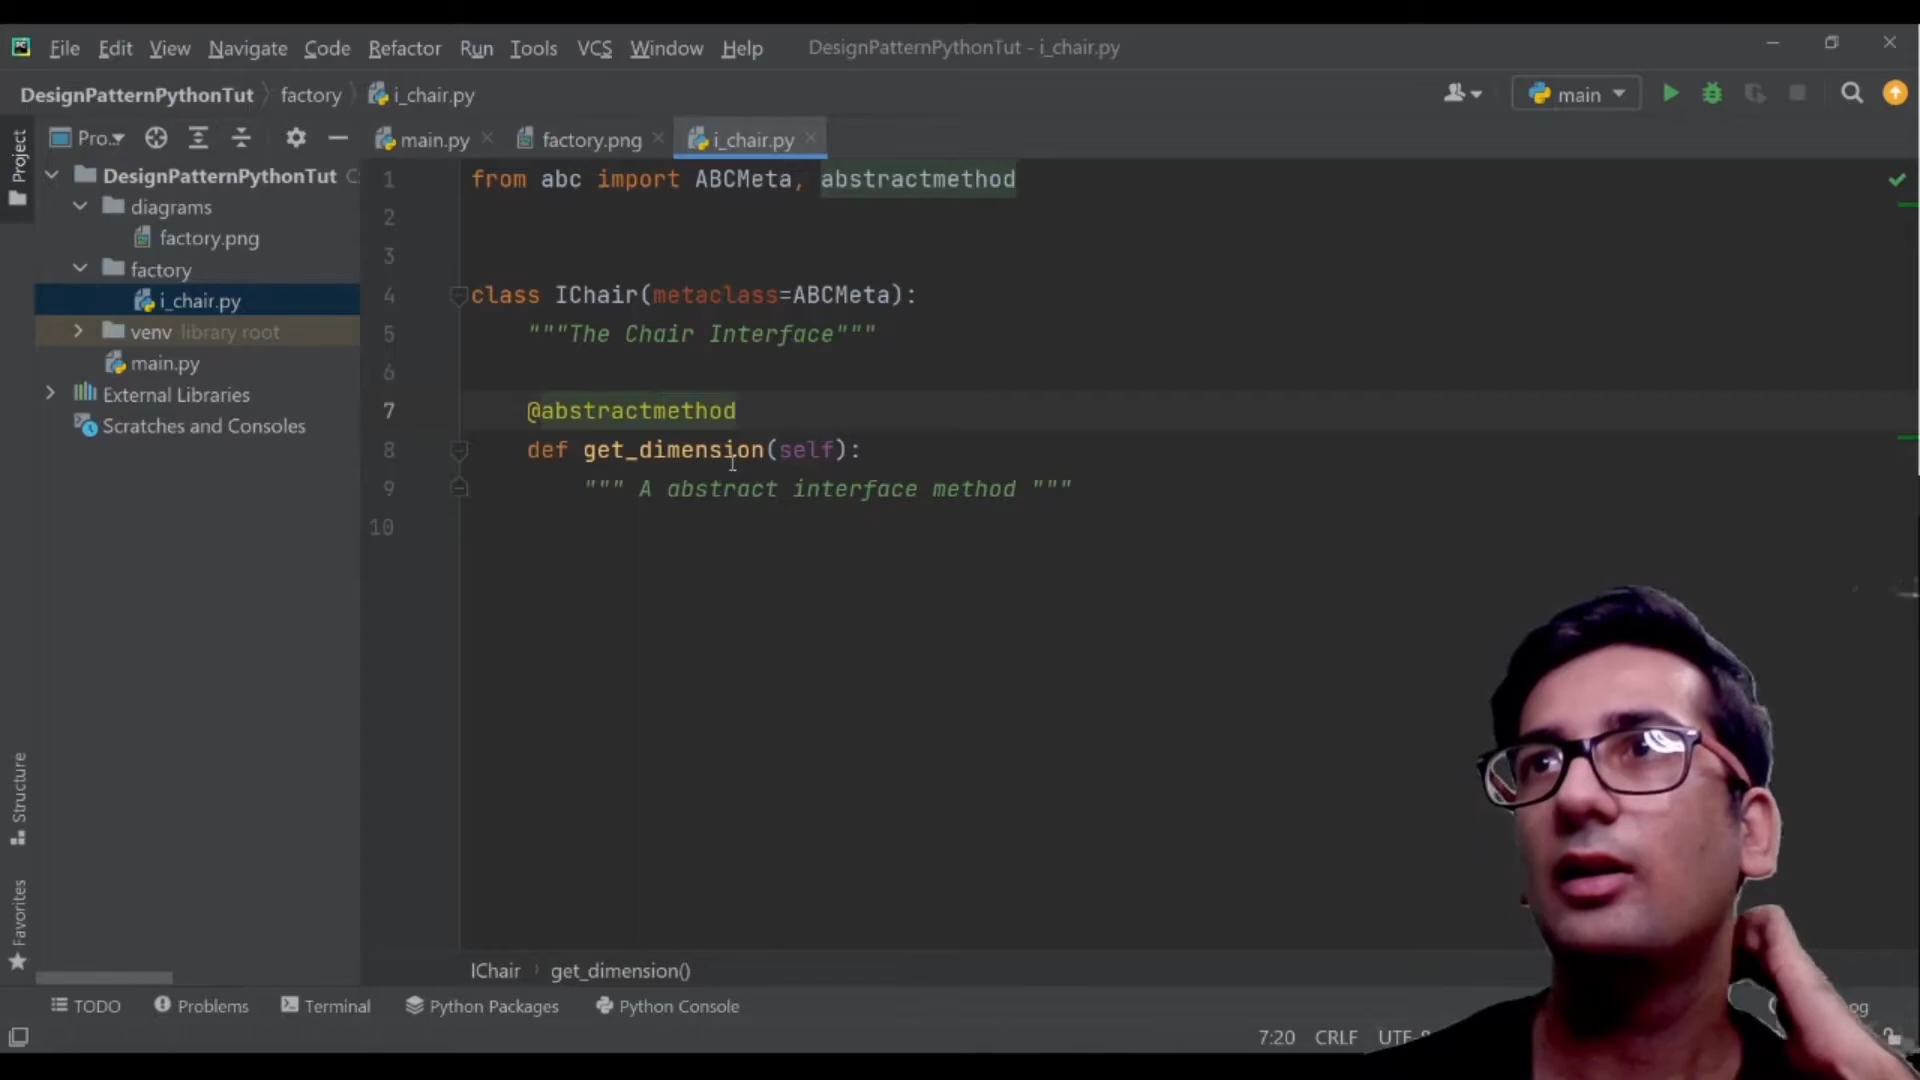 PC File Edit View Navigate Code Refactor Run Tools VCS Window Help DesignPatternPythonTut - i_chair.py
DesignPatternPythonTut factory i_chair.py main
Project
Pro.. main.py factory.png i_chair.py
DesignPatternPythonTut C
diagrams
factory.png
factory
i_chair.py
venv library root
main.py
External Libraries
Scratches and Consoles
1 from abc import ABCMeta, abstractmethod
2
3
4 class IChair(metaclass=ABCMeta):
5 """The Chair Interface"""
6
7 @abstractmethod
8 def get_dimension(self):
9 """ A abstract interface method """
10
Structure
Favorites
IChair get_dimension()
TODO Problems Terminal Python Packages Python Console og
7:20 CRLF UTF-8